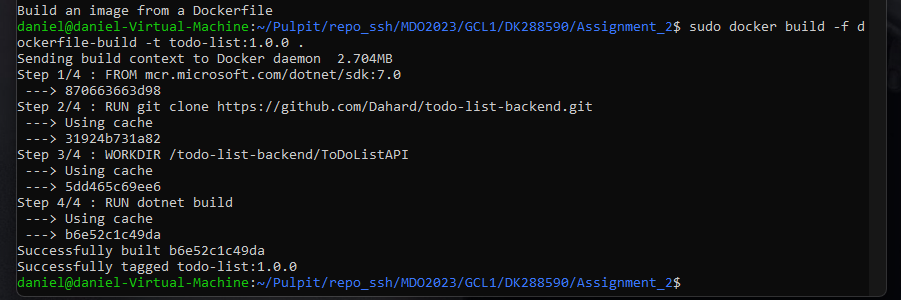 Build an image from a Dockerfile
daniel@daniel-Virtual-Machine:~/Pulpit/repo_ssh/MDO2023/GCL1/DK288590/Assignment_2$ sudo docker build -f d
ockerfile-build -t todo-list:1.0.0 .
Sending build context to Docker daemon  2.704MB
Step 1/4 : FROM mcr.microsoft.com/dotnet/sdk:7.0
 ---> 870663663d98
Step 2/4 : RUN git clone https://github.com/Dahard/todo-list-backend.git
 ---> Using cache
 ---> 31924b731a82
Step 3/4 : WORKDIR /todo-list-backend/ToDoListAPI
 ---> Using cache
 ---> 5dd465c69ee6
Step 4/4 : RUN dotnet build
 ---> Using cache
 ---> b6e52c1c49da
Successfully built b6e52c1c49da
Successfully tagged todo-list:1.0.0
daniel@daniel-Virtual-Machine:~/Pulpit/repo_ssh/MDO2023/GCL1/DK288590/Assignment_2$